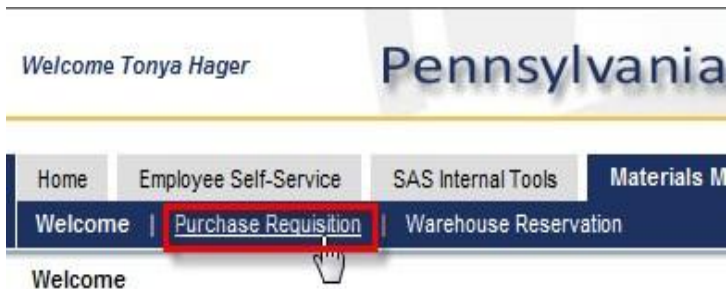 Welcome Tonya Hager
Pennsylvania
Home Employee Self-Service SAS Internal Tools Materials M
Welcome | Purchase Requisition | Warehouse Reservation
Welcome